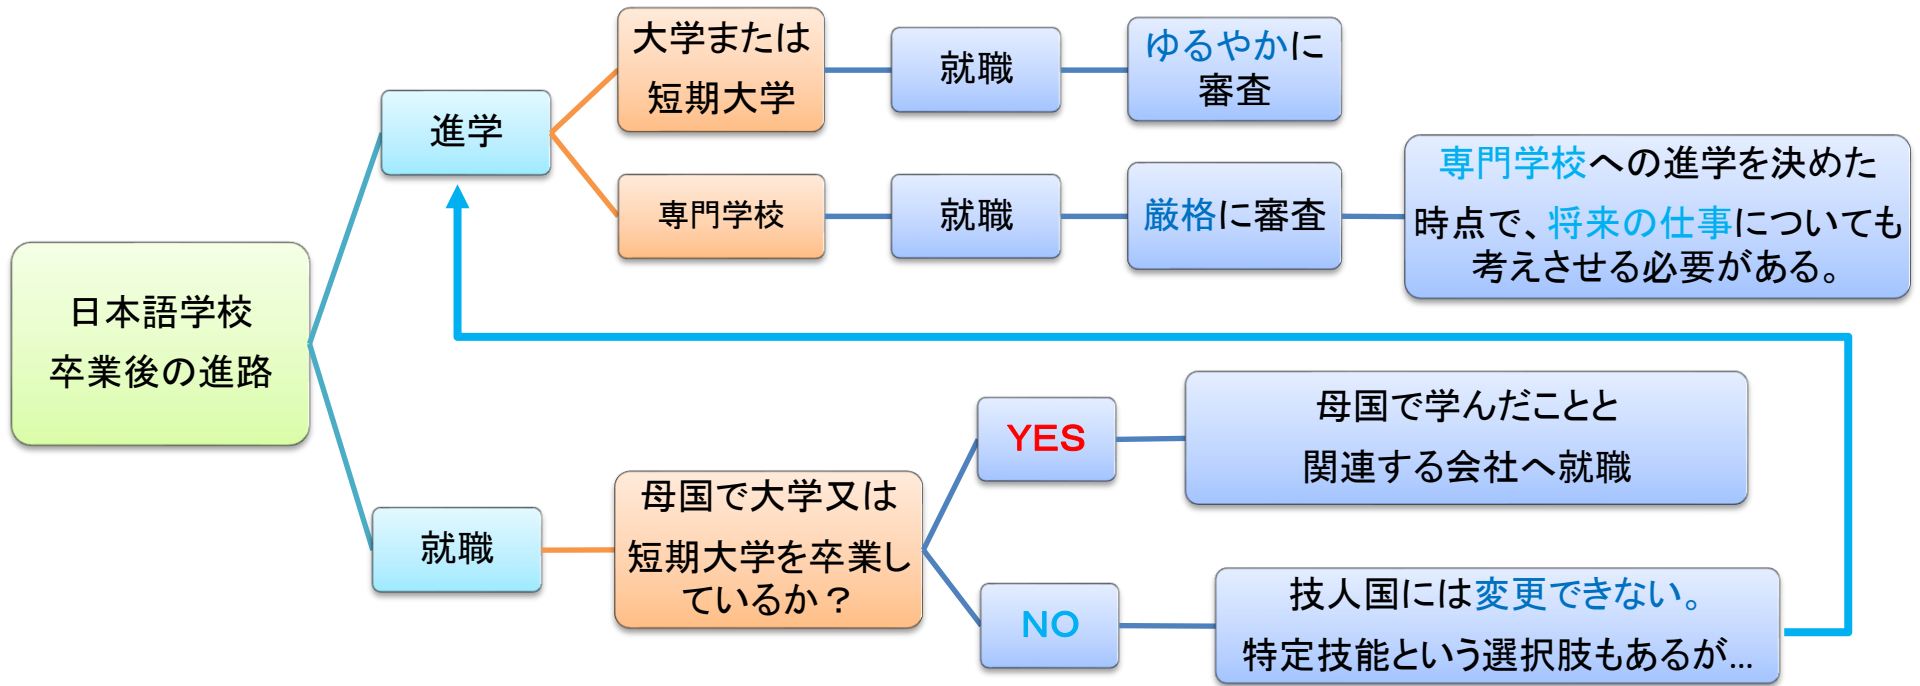 日本語学校
卒業後の進路
進学
大学または
短期大学
就職
ゆるやかに
審査
専門学校
就職
厳格に審査
専門学校への進学を決めた
時点で、将来の仕事についても
考えさせる必要がある。
就職
母国で大学又は
短期大学を卒業し
ているか？
YES
母国で学んだことと
関連する会社へ就職
NO
技人国には変更できない。
特定技能という選択肢もあるが…